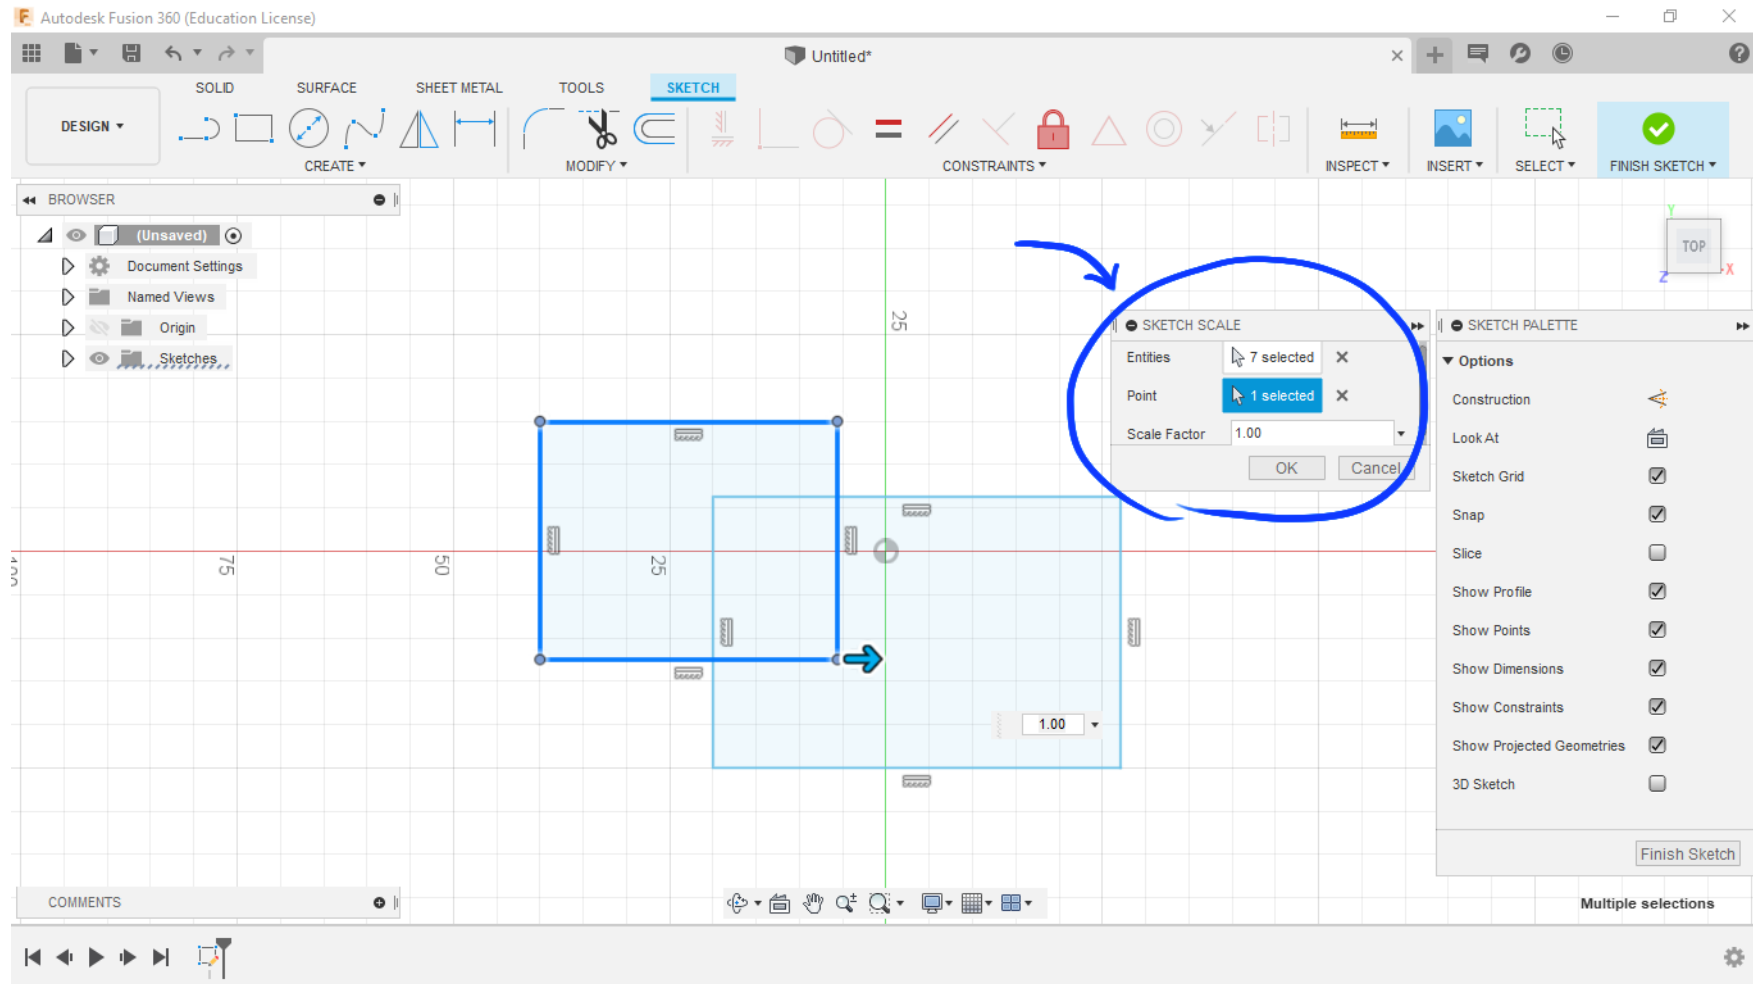 Autodesk Fusion 360 (Education License)
Untitled*
SOLID SURFACE SHEET METAL TOOLS SKETCH
DESIGN
CREATE MODIFY CONSTRAINTS INSPECT INSERT SELECT FINISH SKETCH
BROWSER
(Unsaved)
Document Settings
Named Views
Origin
Sketches
Y
TOP
X
Z
25
SKETCH SCALE
Entities 7 selected
Point 1 selected
Scale Factor 1.00
OK Cancel
SKETCH PALETTE
Options
Construction
Look At
Sketch Grid
Snap
Slice
Show Profile
Show Points
Show Dimensions
Show Constraints
Show Projected Geometries
3D Sketch
Finish Sketch
100 75 50 25
1.00
COMMENTS
Multiple selections